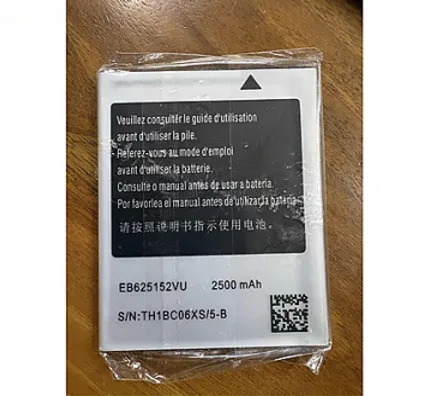 Veuillez consulter le guide d'utilisation
avant d'utiliser la pile.
Referez-vous au mode d'emploi
avant d'utiliser la batterie.
Consulte o manual antes de usar a bateria.
Por favor lea el manual antes de utilizar la bateria
请按照说明书指示使用电池。
EB625152VU 2500 mAh
S/N:TH1BC06XS/5-B